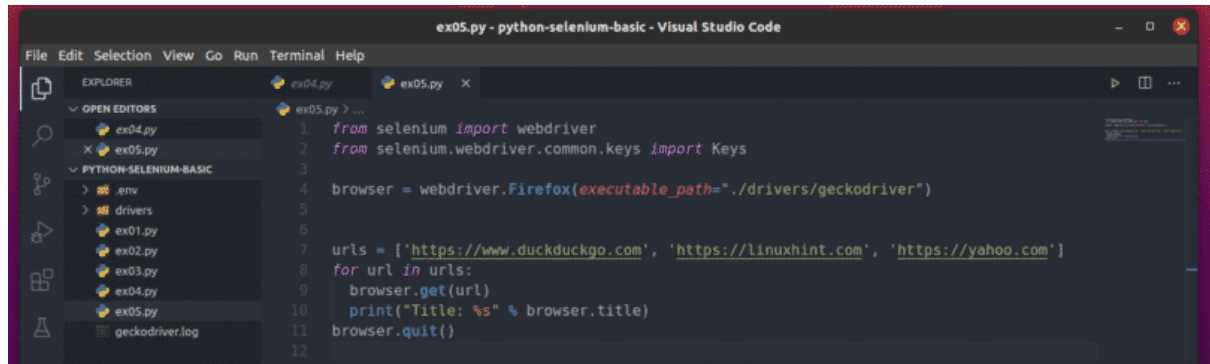 ex05.py - python-selenium-basic - Visual Studio Code
File Edit Selection View Go Run Terminal Help
EXPLORER
OPEN EDITORS
ex04.py
ex05.py
PYTHON-SELENIUM-BASIC
.env
drivers
ex01.py
ex02.py
ex03.py
ex04.py
ex05.py
geckodriver.log
ex04.py ex05.py
ex05.py > ...
1 from selenium import webdriver
2 from selenium.webdriver.common.keys import Keys
3
4 browser = webdriver.Firefox(executable_path="./drivers/geckodriver")
5
6
7 urls = ['https://www.duckduckgo.com', 'https://linuxhint.com', 'https://yahoo.com']
8 for url in urls:
9 browser.get(url)
10 print("Title: %s" % browser.title)
11 browser.quit()
12